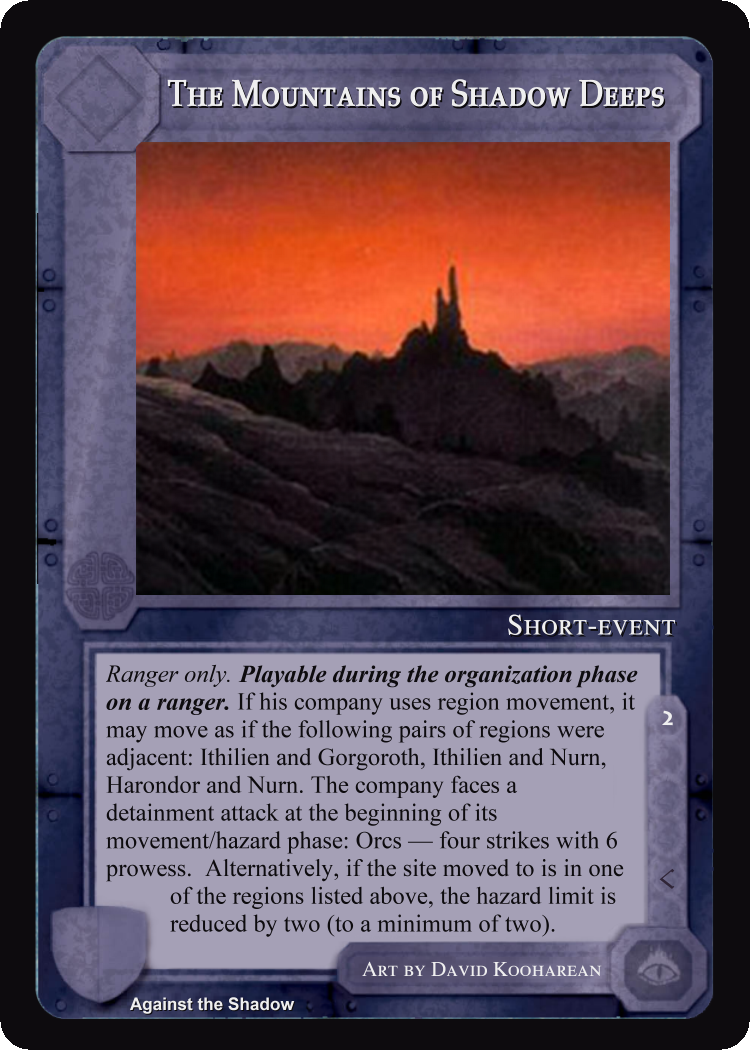 The Mountains of Shadow Deeps
Short-event
Ranger only. Playable during the organization phase
on a ranger. If his company uses region movement, it
may move as if the following pairs of regions were
adjacent: Ithilien and Gorgoroth, Ithilien and Nurn,
Harondor and Nurn. The company faces a
detainment attack at the beginning of its
movement/hazard phase: Orcs — four strikes with 6
prowess. Alternatively, if the site moved to is in one
of the regions listed above, the hazard limit is
reduced by two (to a minimum of two).
2
Art by David Kooharean
Against the Shadow